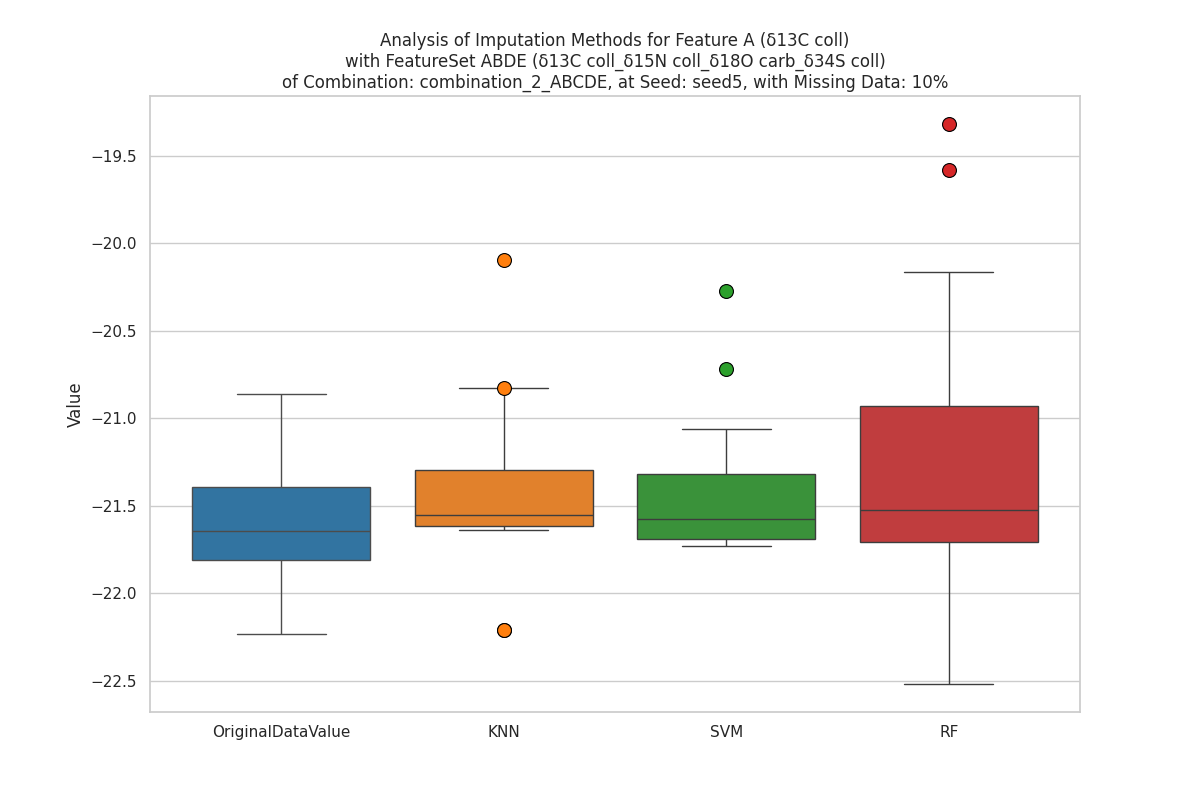 Analysis of Imputation Methods for Feature A (δ13C coll)
with FeatureSet ABDE (δ13C coll_δ15N coll_δ18O carb_δ34S coll)
of Combination: combination_2_ABCDE, at Seed: seed5, with Missing Data: 10%
Value
−19.5
−20.0
−20.5
−21.0
−21.5
−22.0
−22.5
OriginalDataValue
KNN
SVM
RF